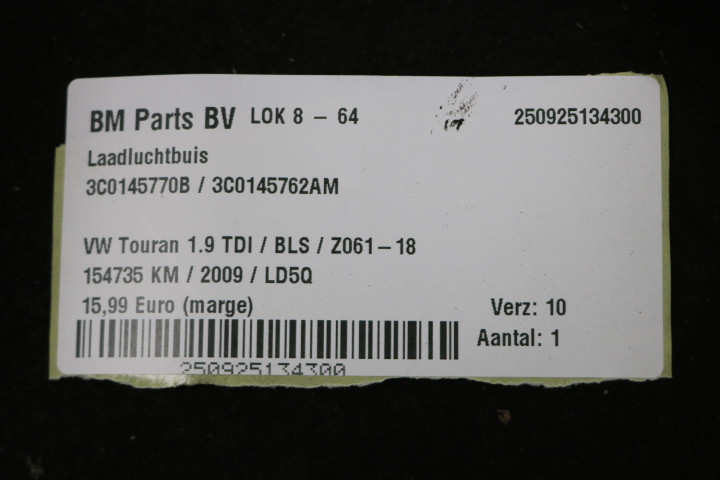 BM Parts BV LOK 8 - 64 250925134300
Laadluchtbuis
3C0145770B / 3C0145762AM
VW Touran 1.9 TDI / BLS / Z061-18
154735 KM / 2009 / LD5Q
15,99 Euro (marge) Verz: 10
Aantal: 1
250925134300